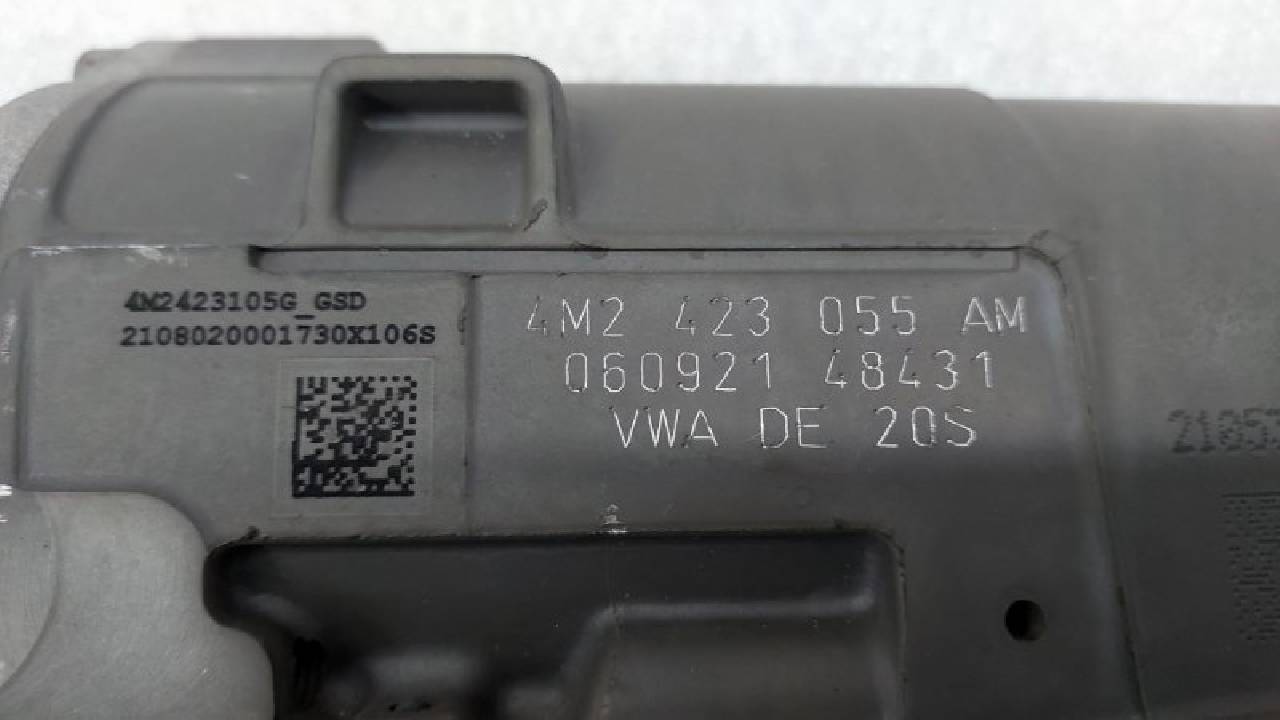 4M2423105G_GSD
2108020001730X106S
4M2 423 055 AM
060921 48431
VWA DE 20S